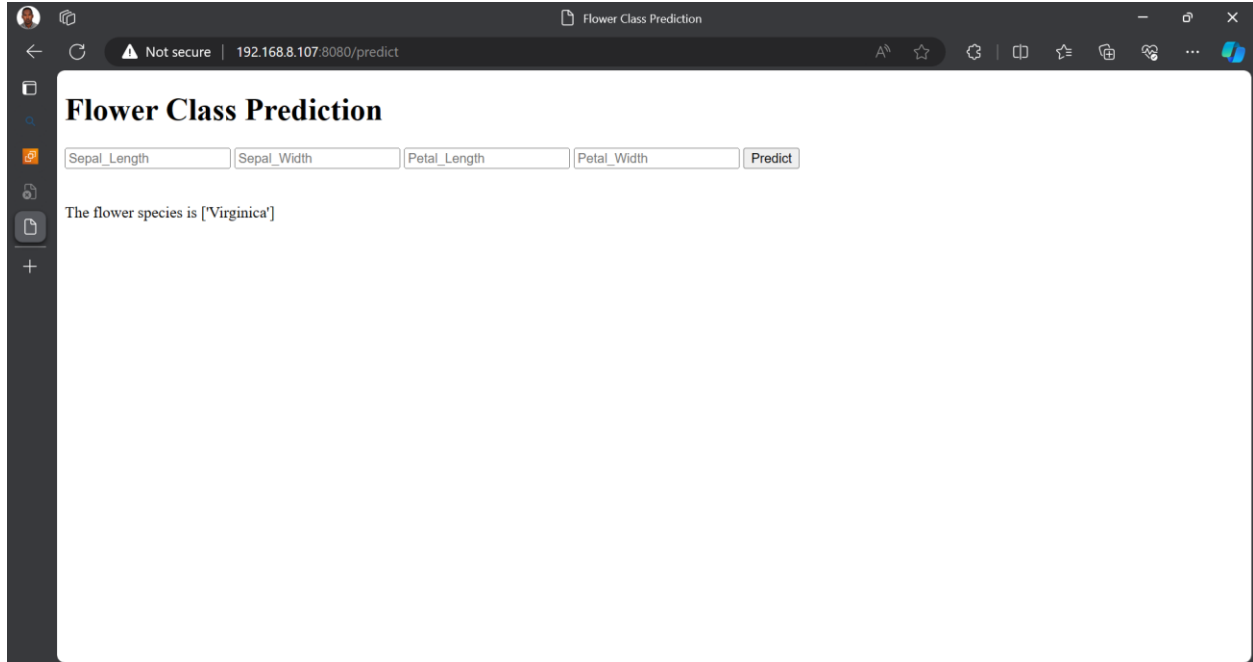 Flower Class Prediction
Not secure | 192.168.8.107:8080/predict
Flower Class Prediction
Sepal_Length Sepal_Width Petal_Length Petal_Width Predict
The flower species is ['Virginica']